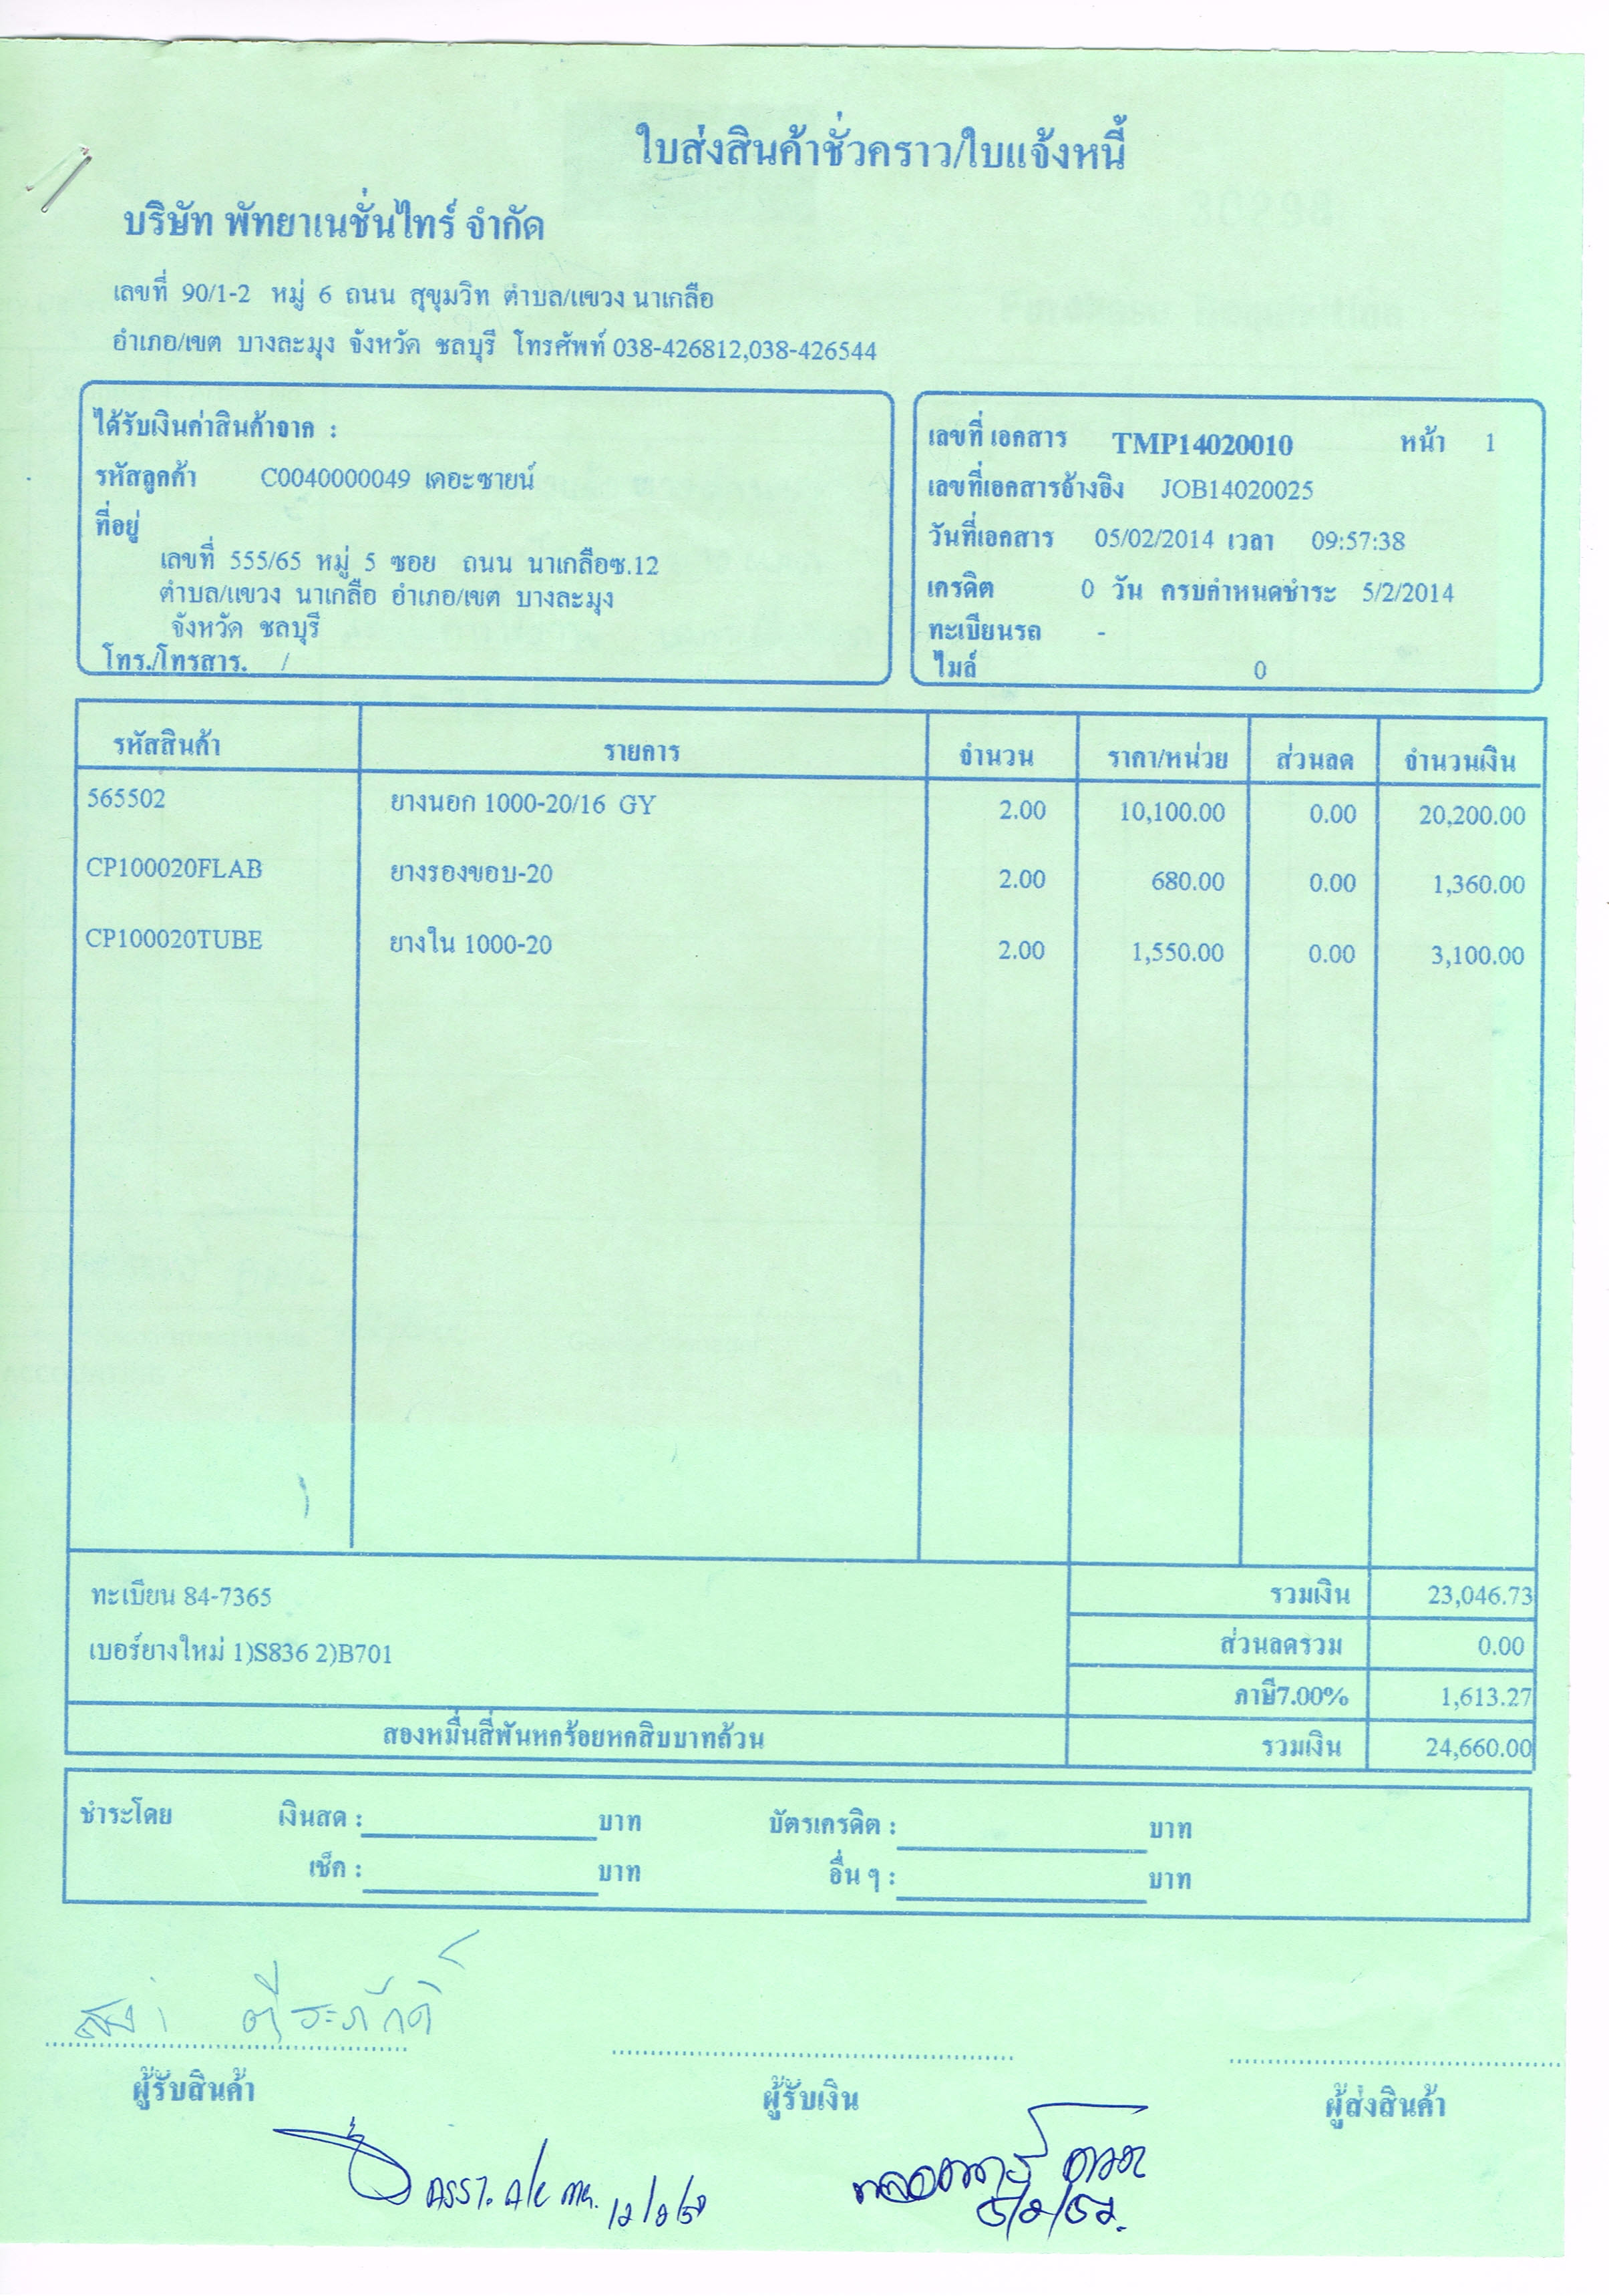 ใบส่งสินค้าชั่วคราว/ใบแจ้งหนี้
บริษัท พัทยาเนชั่นไทร์ จำกัด
เลขที่ 90/1-2 หมู่ 6 ถนน สุขุมวิท ตำบล/แขวง นาเกลือ
อำเภอ/เขต บางละมุง จังหวัด ชลบุรี โทรศัพท์ 038-426812,038-426544
ได้รับเงินค่าสินค้าจาก :
รหัสลูกค้า C0040000049 เดอะซายน์
ที่อยู่
เลขที่ 555/65 หมู่ 5 ซอย ถนน นาเกลือซ.12
ตำบล/แขวง นาเกลือ อำเภอ/เขต บางละมุง
จังหวัด ชลบุรี
โทร./โทรสาร. /
เลขที่ เอกสาร TMP14020010 หน้า 1
เลขที่เอกสารอ้างอิง JOB14020025
วันที่เอกสาร 05/02/2014 เวลา 09:57:38
เครดิต 0 วัน ครบกำหนดชำระ 5/2/2014
ทะเบียนรถ -
ไมล์ 0
รหัสสินค้า รายการ จำนวน ราคา/หน่วย ส่วนลด จำนวนเงิน
565502 ยางนอก 1000-20/16 GY 2.00 10,100.00 0.00 20,200.00
CP100020FLAB ยางรองขอบ-20 2.00 680.00 0.00 1,360.00
CP100020TUBE ยางใน 1000-20 2.00 1,550.00 0.00 3,100.00
ทะเบียน 84-7365 รวมเงิน 23,046.73
เบอร์ยางใหม่ 1)S836 2)B701 ส่วนลดรวม 0.00
ภาษี7.00% 1,613.27
สองหมื่นสี่พันหกร้อยหกสิบบาทถ้วน รวมเงิน 24,660.00
ชำระโดย เงินสด : บาท บัตรเครดิต : บาท
เช็ค : บาท อื่น ๆ : บาท
ผู้รับสินค้า ผู้รับเงิน ผู้ส่งสินค้า